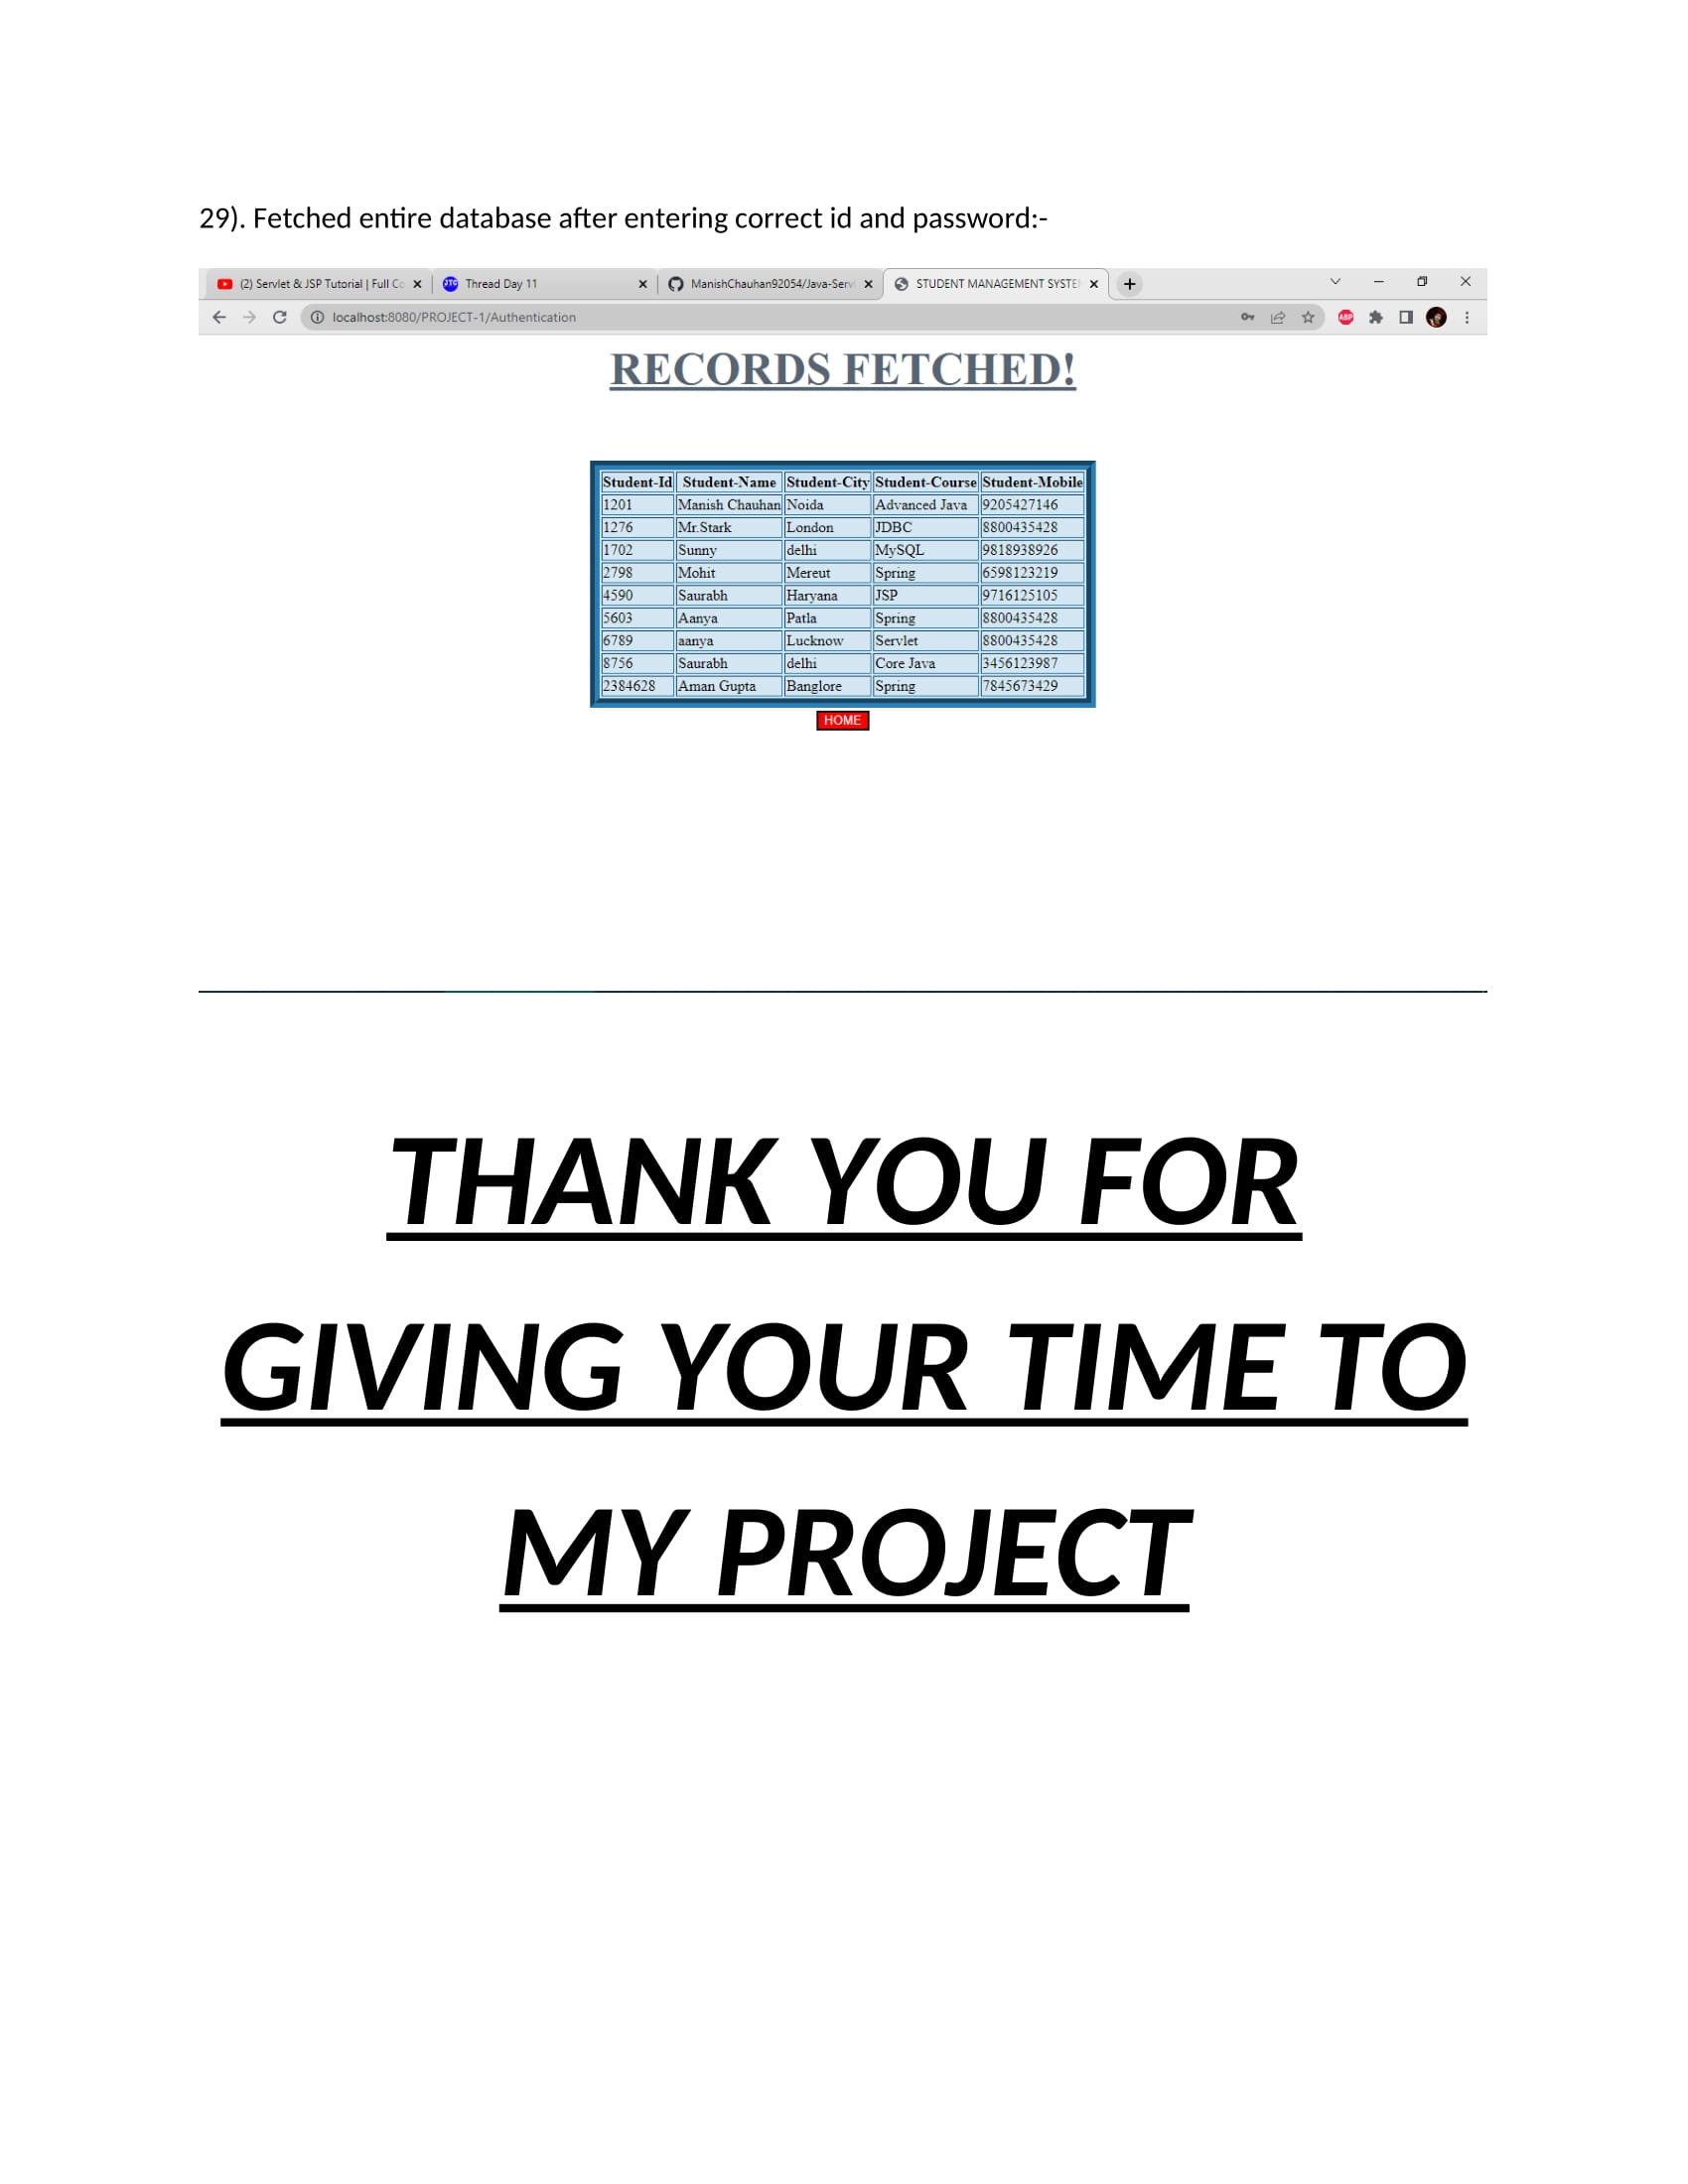 29). Fetched entire database after entering correct id and password:-
(2) Servlet & JSP Tutorial | Full Co Thread Day 11 ManishChauhan92054/Java-Serv STUDENT MANAGEMENT SYSTE
localhost:8080/PROJECT-1/Authentication ABP
RECORDS FETCHED!
Student-Id Student-Name Student-City Student-Course Student-Mobile
1201 Manish Chauhan Noida Advanced Java 9205427146
1276 Mr.Stark London JDBC 8800435428
1702 Sunny delhi MySQL 9818938926
2798 Mohit Mereut Spring 6598123219
4590 Saurabh Haryana JSP 9716125105
5603 Aanya Patla Spring 8800435428
6789 aanya Lucknow Servlet 8800435428
8756 Saurabh delhi Core Java 3456123987
2384628 Aman Gupta Banglore Spring 7845673429
HOME
THANK YOU FOR
GIVING YOUR TIME TO
MY PROJECT